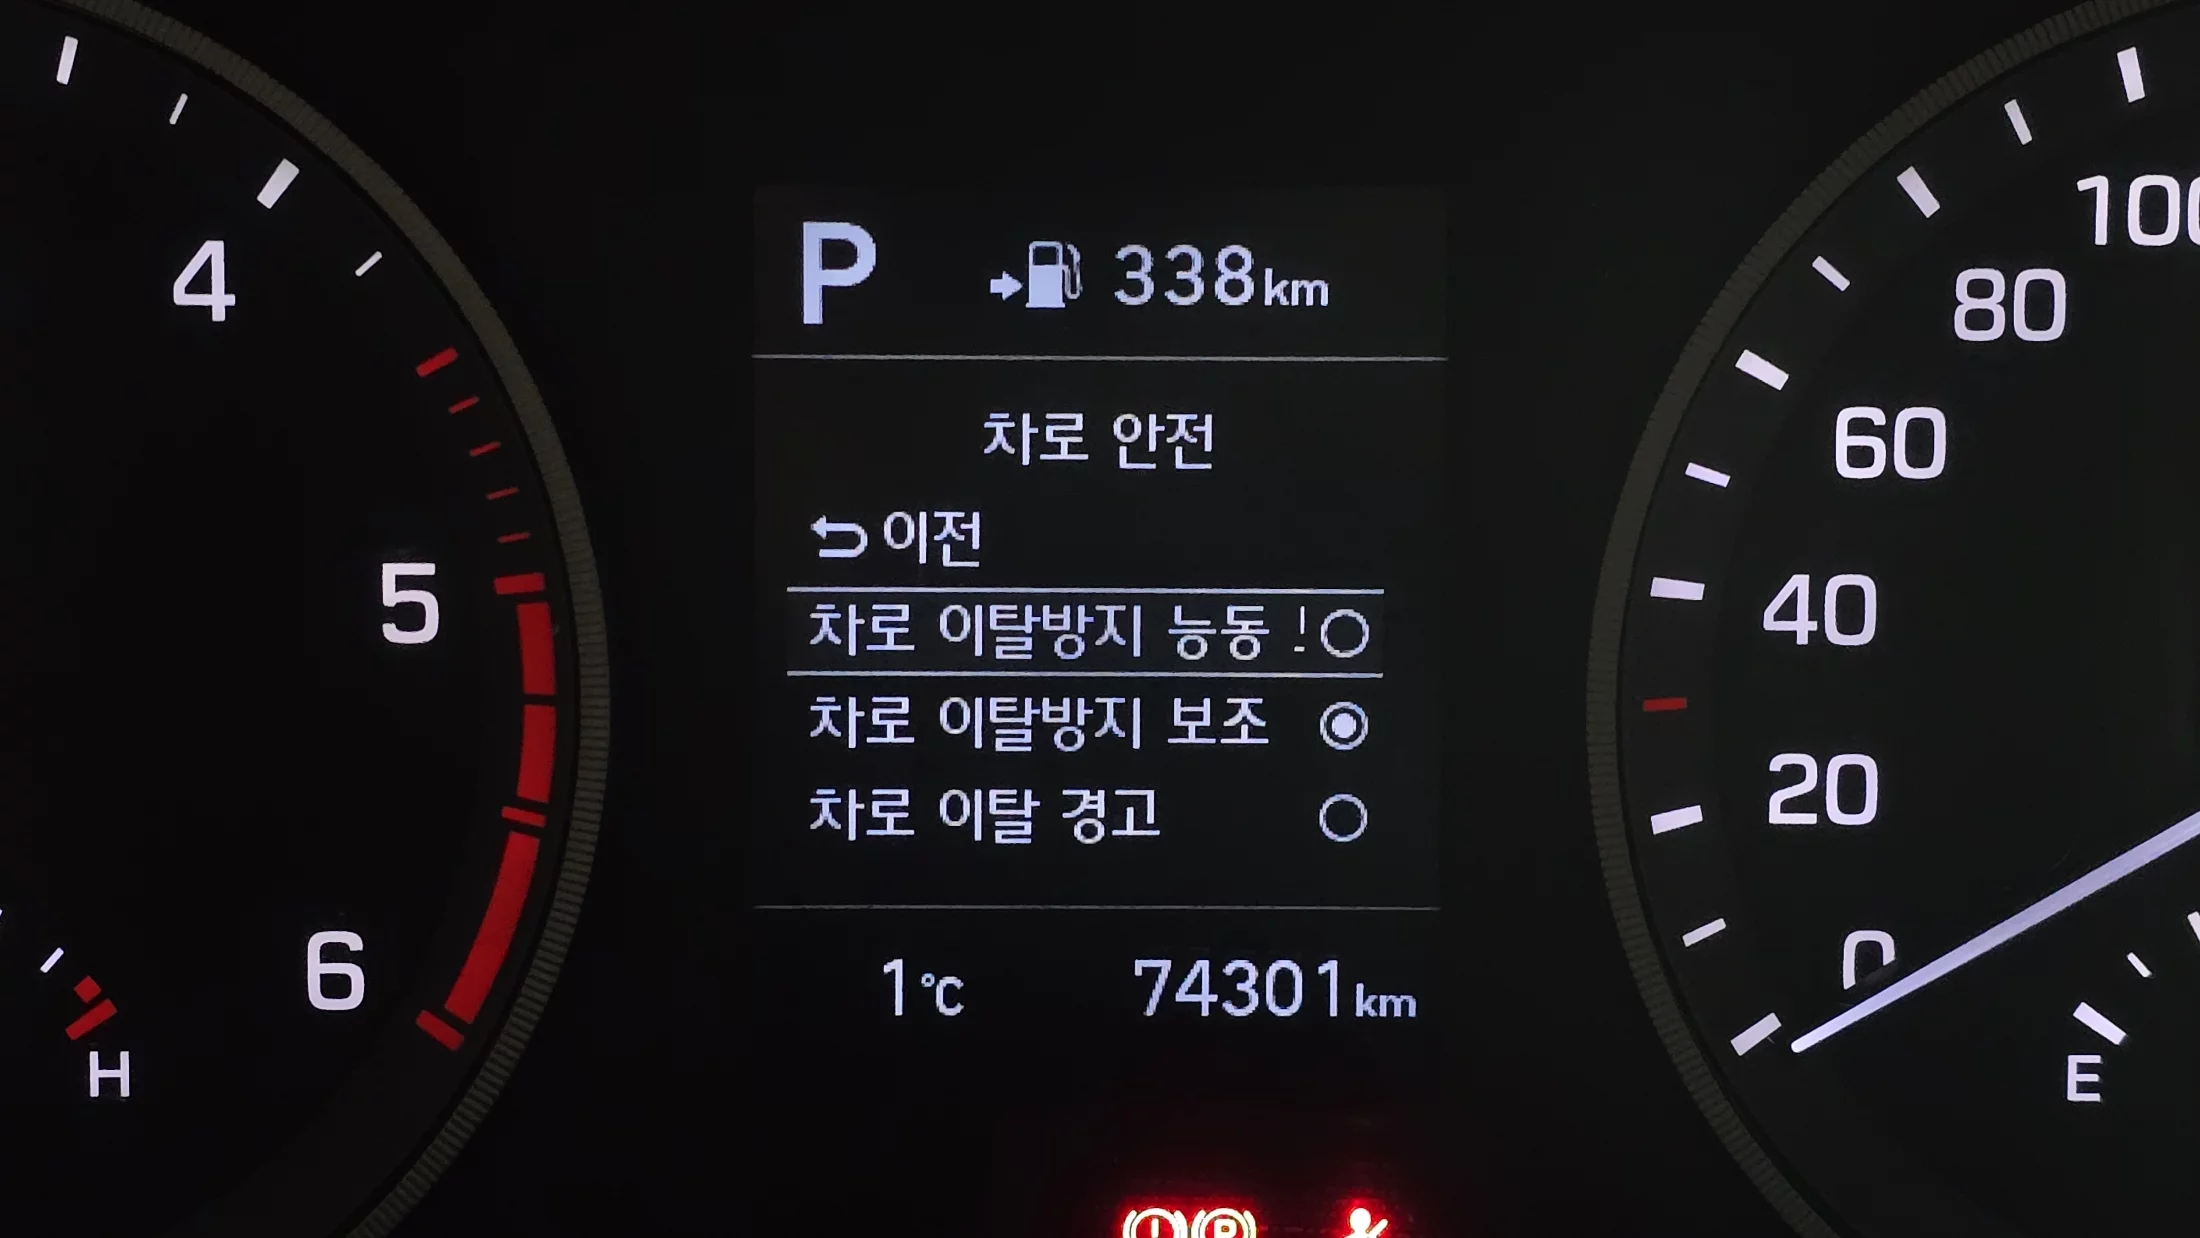 P 338km
차로 안전
이전
차로 이탈방지 능동
차로 이탈방지 보조
차로 이탈 경고
1℃ 74301km
4
5
6
H
100
80
60
40
20
0
E
P